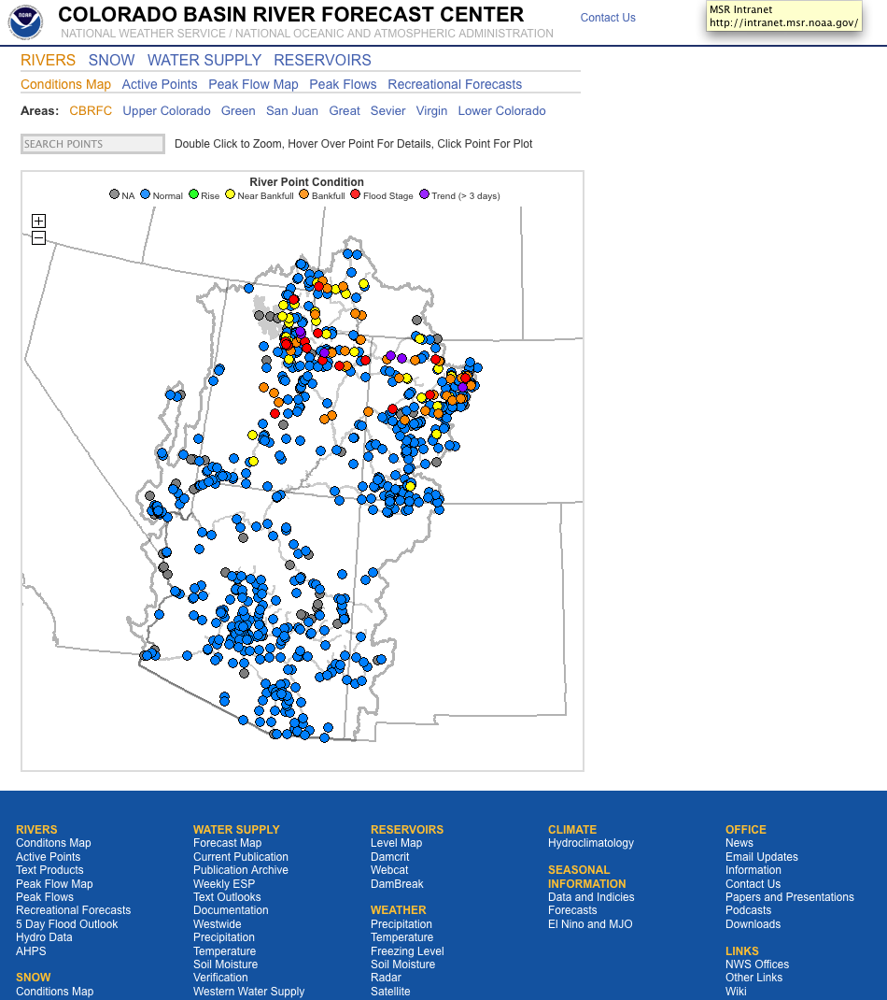 NOAA
COLORADO BASIN RIVER FORECAST CENTER
NATIONAL WEATHER SERVICE / NATIONAL OCEANIC AND ATMOSPHERIC ADMINISTRATION
Contact Us
MSR Intranet
http://intranet.msr.noaa.gov/
RIVERS SNOW WATER SUPPLY RESERVOIRS
Conditions Map Active Points Peak Flow Map Peak Flows Recreational Forecasts
Areas: CBRFC Upper Colorado Green San Juan Great Sevier Virgin Lower Colorado
SEARCH POINTS Double Click to Zoom, Hover Over Point For Details, Click Point For Plot
River Point Condition
NA Normal Rise Near Bankfull Bankfull Flood Stage Trend (> 3 days)
+
−
RIVERS
Conditons Map
Active Points
Text Products
Peak Flow Map
Peak Flows
Recreational Forecasts
5 Day Flood Outlook
Hydro Data
AHPS
SNOW
Conditions Map
WATER SUPPLY
Forecast Map
Current Publication
Publication Archive
Weekly ESP
Text Outlooks
Documentation
Westwide
Precipitation
Temperature
Soil Moisture
Verification
Western Water Supply
RESERVOIRS
Level Map
Damcrit
Webcat
DamBreak
WEATHER
Precipitation
Temperature
Freezing Level
Soil Moisture
Radar
Satellite
CLIMATE
Hydroclimatology
SEASONAL
INFORMATION
Data and Indicies
Forecasts
El Nino and MJO
OFFICE
News
Email Updates
Information
Contact Us
Papers and Presentations
Podcasts
Downloads
LINKS
NWS Offices
Other Links
Wiki